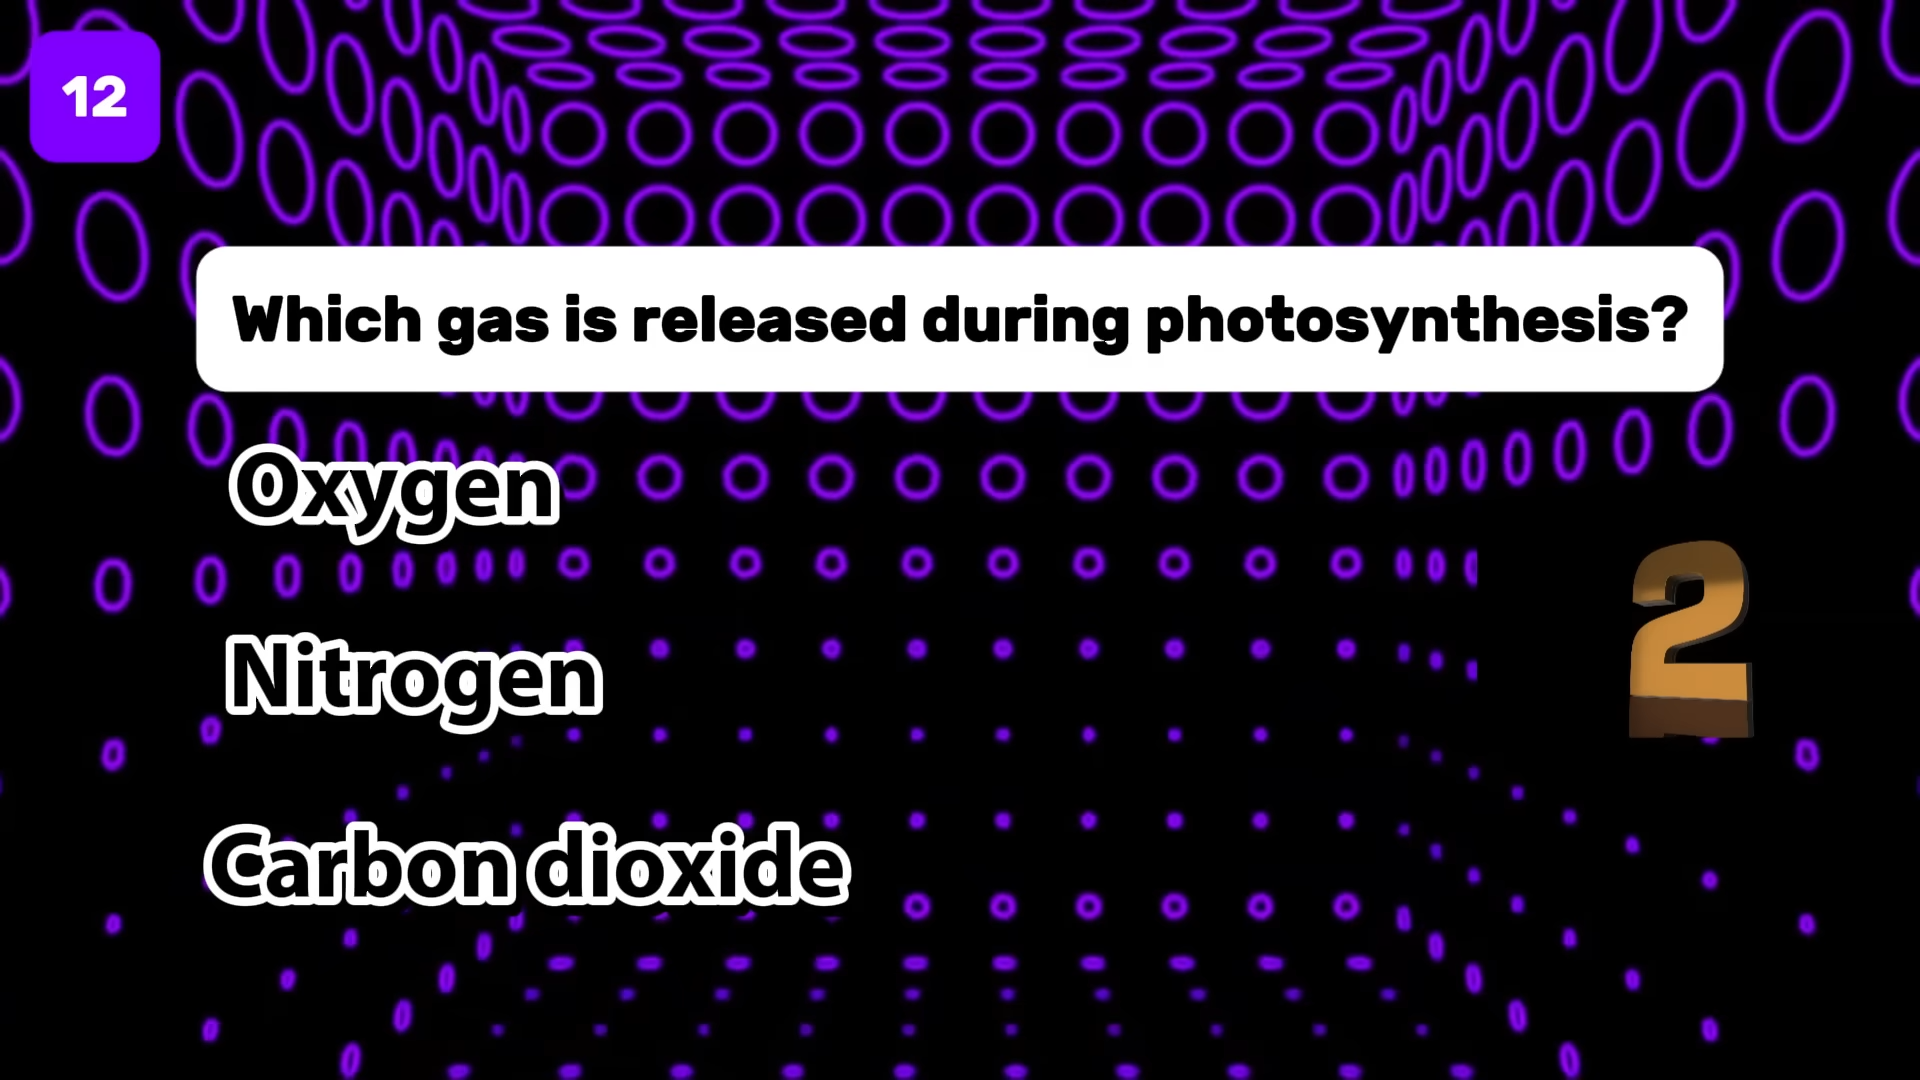 12
Which gas is released during photosynthesis?
Oxygen
Nitrogen
2
Carbon dioxide